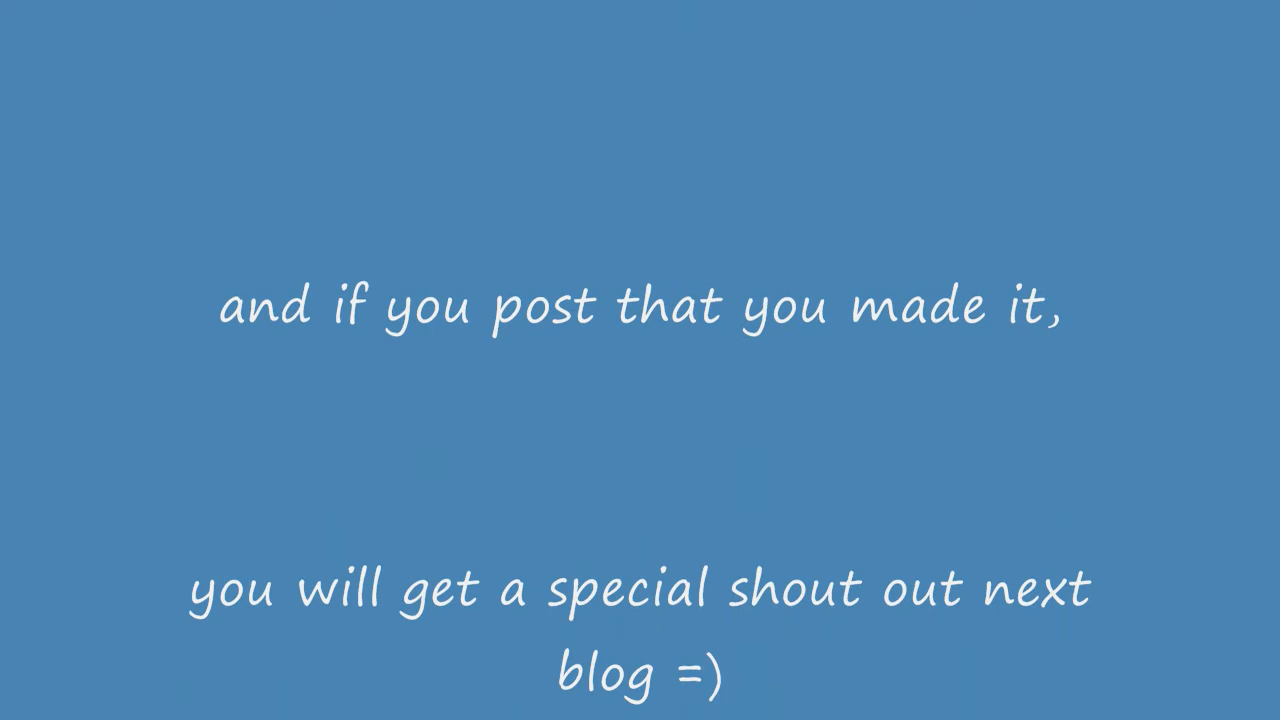 and if you post that you made it,
you will get a special shout out next
blog =)